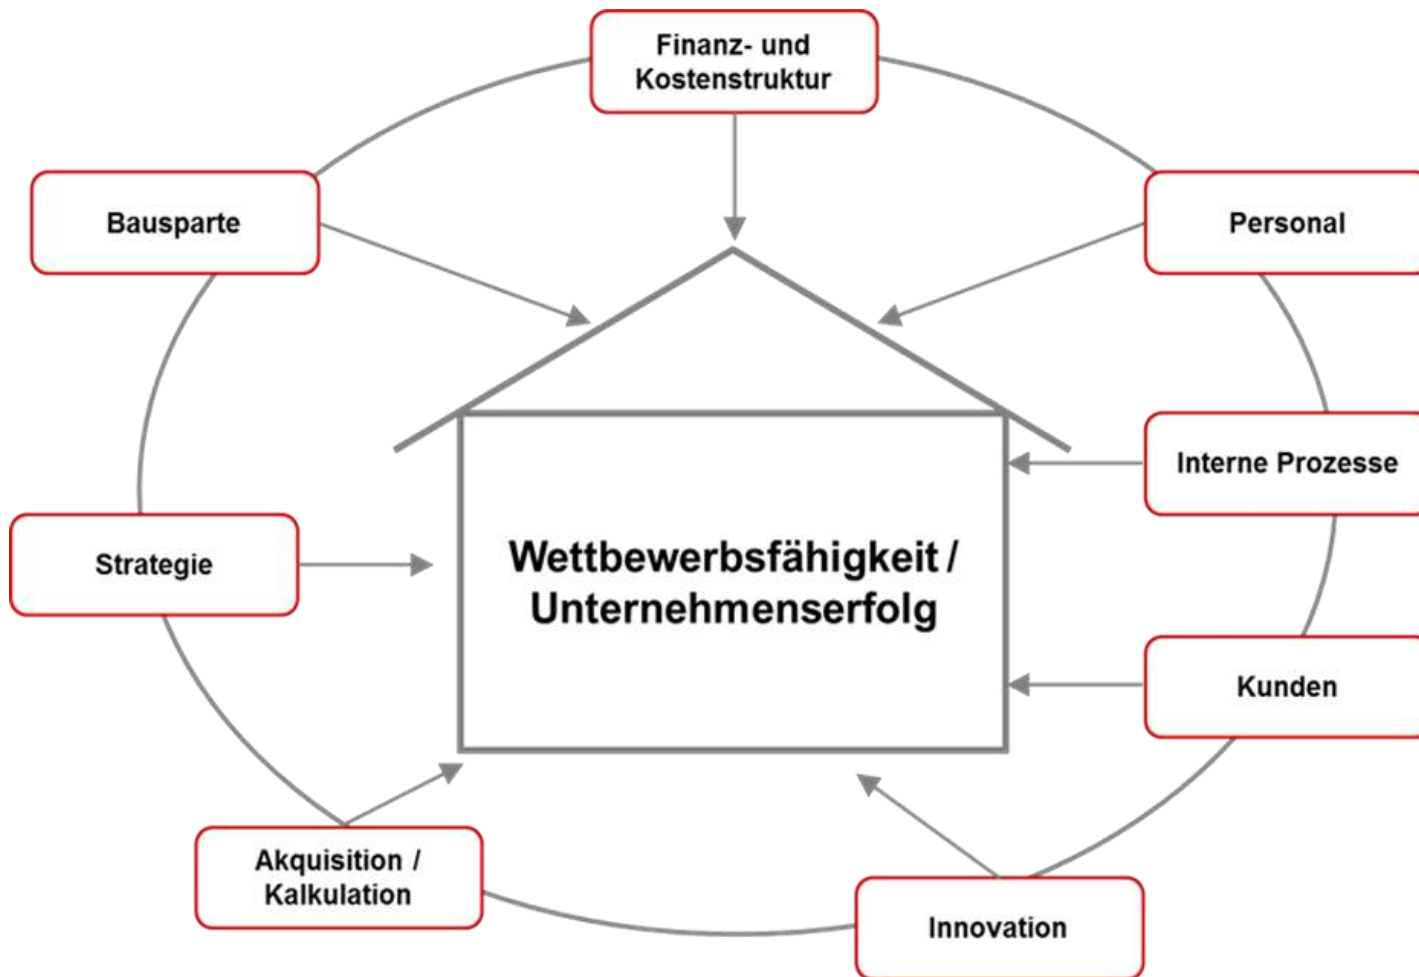 Finanz- und
Kostenstruktur
Bausparte
Personal
Interne Prozesse
Strategie
Wettbewerbsfähigkeit /
Unternehmenserfolg
Kunden
Akquisition /
Kalkulation
Innovation